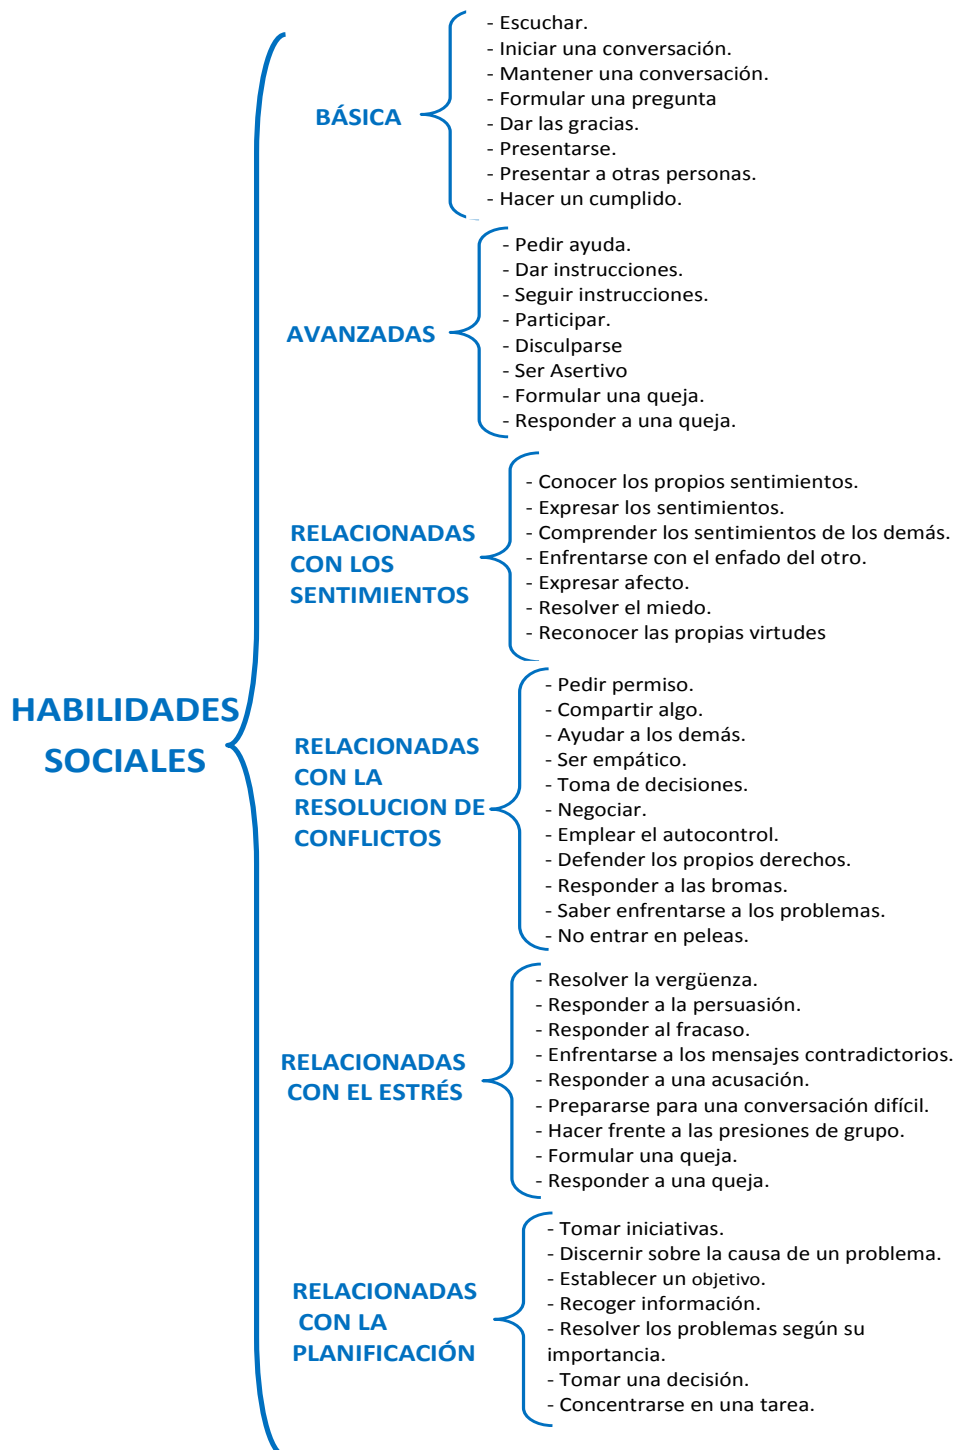 HABILIDADES
SOCIALES
BÁSICA
- Escuchar.
- Iniciar una conversación.
- Mantener una conversación.
- Formular una pregunta
- Dar las gracias.
- Presentarse.
- Presentar a otras personas.
- Hacer un cumplido.
AVANZADAS
- Pedir ayuda.
- Dar instrucciones.
- Seguir instrucciones.
- Participar.
- Disculparse
- Ser Asertivo
- Formular una queja.
- Responder a una queja.
RELACIONADAS
CON LOS
SENTIMIENTOS
- Conocer los propios sentimientos.
- Expresar los sentimientos.
- Comprender los sentimientos de los demás.
- Enfrentarse con el enfado del otro.
- Expresar afecto.
- Resolver el miedo.
- Reconocer las propias virtudes
RELACIONADAS
CON LA
RESOLUCION DE
CONFLICTOS
- Pedir permiso.
- Compartir algo.
- Ayudar a los demás.
- Ser empático.
- Toma de decisiones.
- Negociar.
- Emplear el autocontrol.
- Defender los propios derechos.
- Responder a las bromas.
- Saber enfrentarse a los problemas.
- No entrar en peleas.
RELACIONADAS
CON EL ESTRÉS
- Resolver la vergüenza.
- Responder a la persuasión.
- Responder al fracaso.
- Enfrentarse a los mensajes contradictorios.
- Responder a una acusación.
- Prepararse para una conversación difícil.
- Hacer frente a las presiones de grupo.
- Formular una queja.
- Responder a una queja.
RELACIONADAS
CON LA
PLANIFICACIÓN
- Tomar iniciativas.
- Discernir sobre la causa de un problema.
- Establecer un objetivo.
- Recoger información.
- Resolver los problemas según su
importancia.
- Tomar una decisión.
- Concentrarse en una tarea.